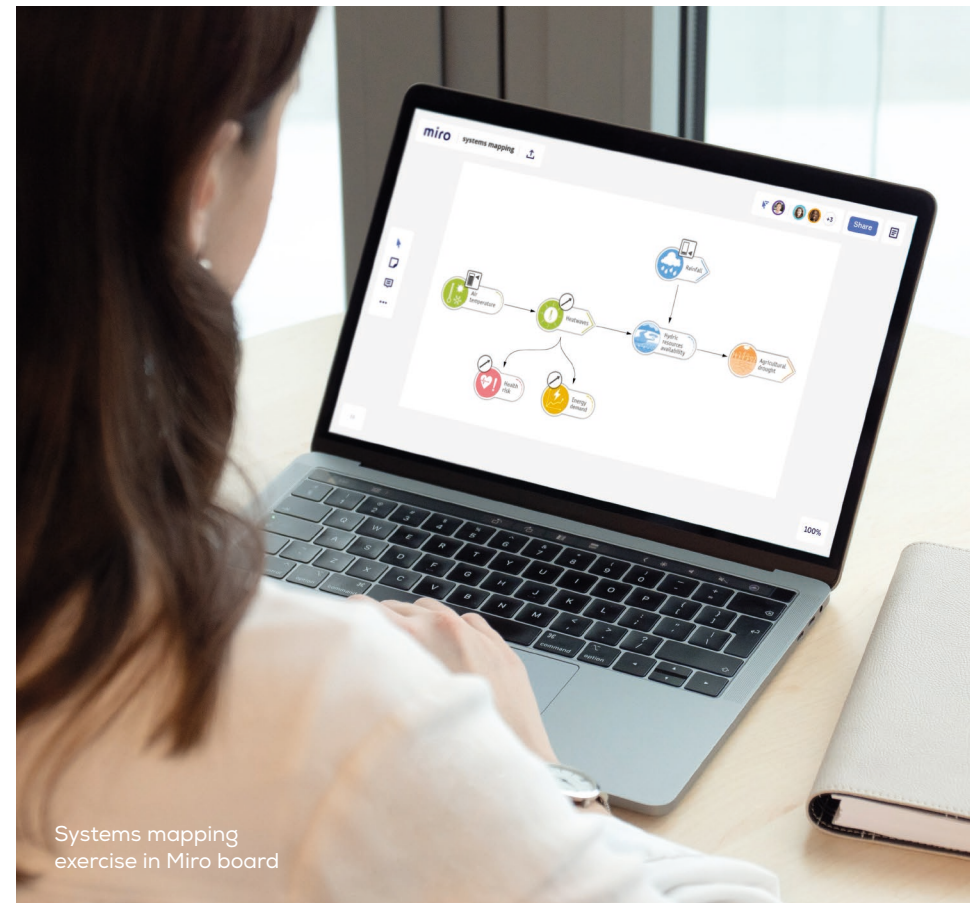 miro
systems mapping
+3
Share
Rainfall
Air
temperature
Heatwaves
Hydric
resources
availability
Agricultural
drought
Health
risk
Energy
demand
100%
Q W E R T Y U I O P
A S D F G H J K L
Z X C V B N M
command
option
Systems mapping
exercise in Miro board